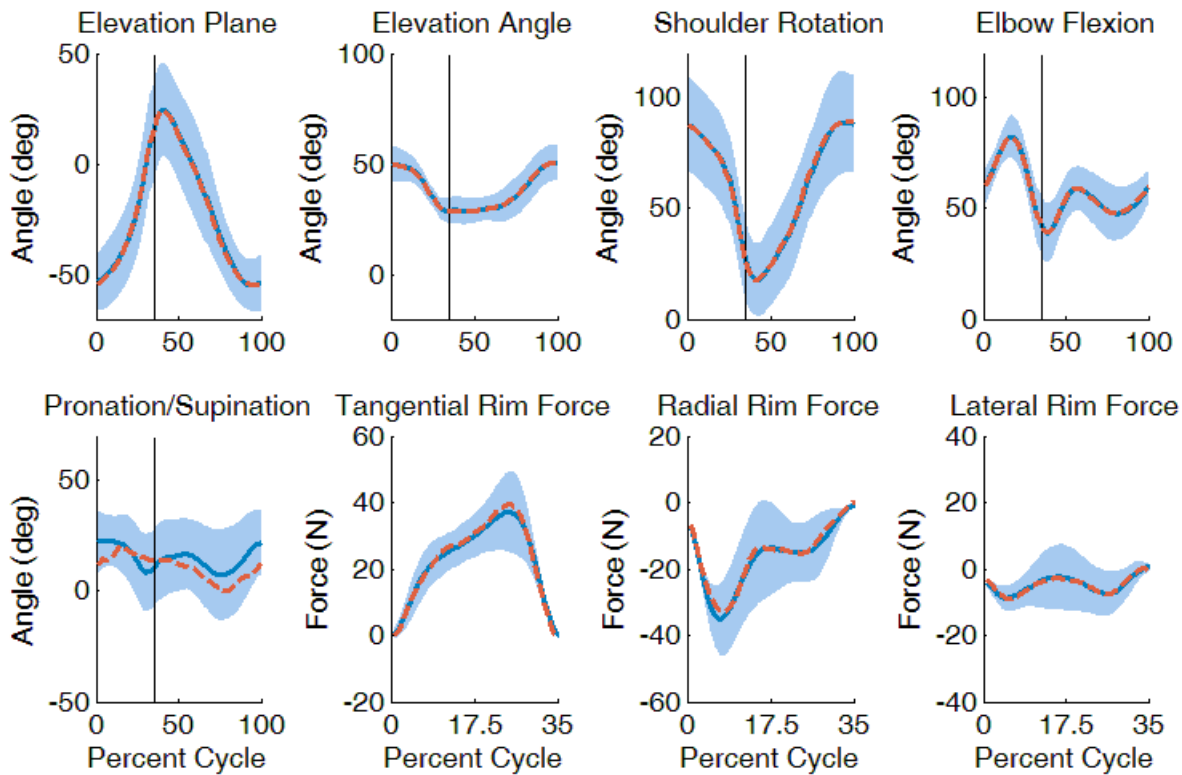 Elevation Plane
Elevation Angle
Shoulder Rotation
Elbow Flexion
50
0
-50
Angle (deg)
0 50 100
100
50
0
Angle (deg)
0 50 100
100
50
0
Angle (deg)
0 50 100
100
50
0
Angle (deg)
0 50 100
Pronation/Supination
Tangential Rim Force
Radial Rim Force
Lateral Rim Force
50
0
-50
Angle (deg)
0 50 100
Percent Cycle
60
40
20
0
-20
Force (N)
0 17.5 35
Percent Cycle
20
0
-20
-40
-60
Force (N)
0 17.5 35
Percent Cycle
40
20
0
-20
-40
Force (N)
0 17.5 35
Percent Cycle